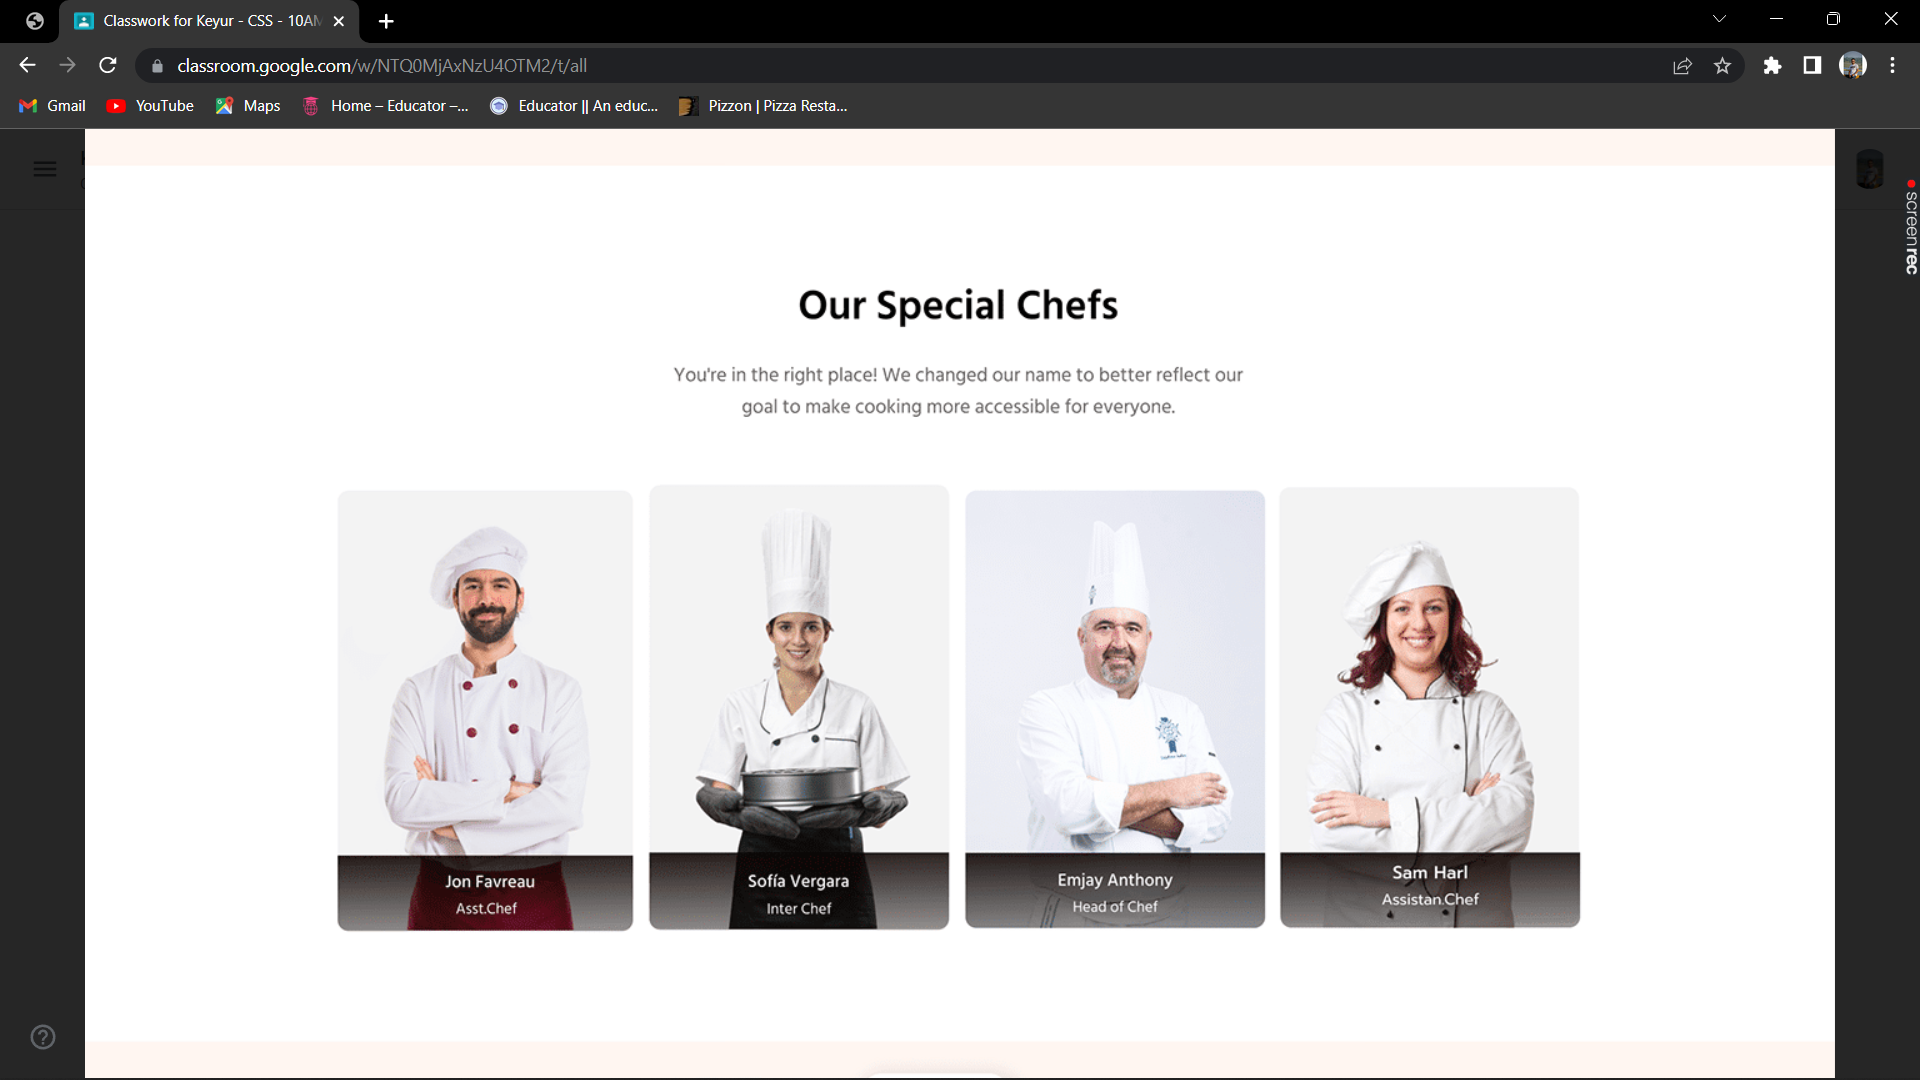 Classwork for Keyur - CSS - 10AM
classroom.google.com/w/NTQ0MjAxNzU4OTM2/t/all
Gmail
YouTube
Maps
Home – Educator –...
Educator || An educ...
Pizzon | Pizza Resta...
screenrec
Our Special Chefs
You're in the right place! We changed our name to better reflect our
goal to make cooking more accessible for everyone.
Jon Favreau
Asst.Chef
Sofía Vergara
Inter Chef
Emjay Anthony
Head of Chef
Sam Harl
Assistan.Chef